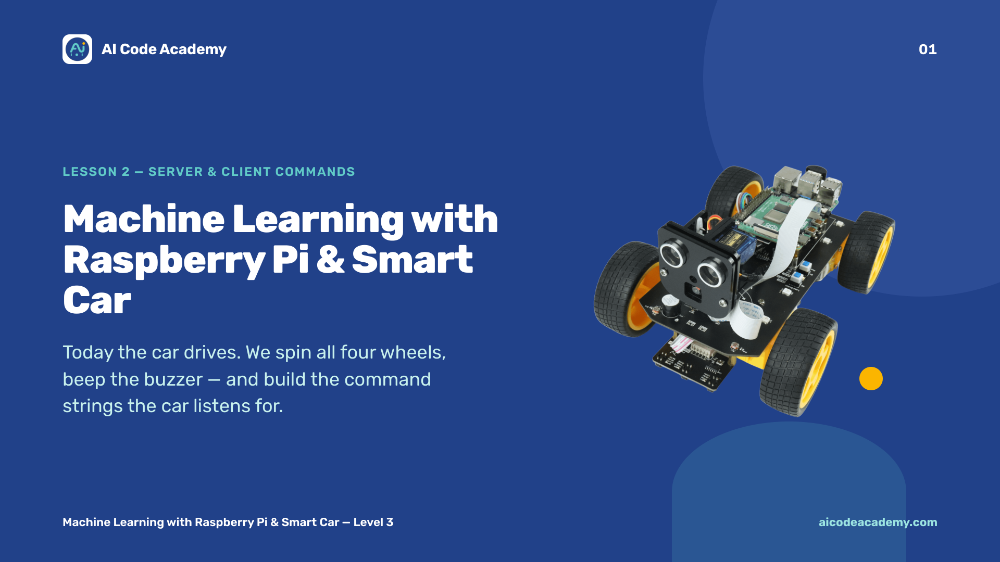 AI Code Academy
01
LESSON 2 — SERVER & CLIENT COMMANDS
Machine Learning with
Raspberry Pi & Smart
Car
Today the car drives. We spin all four wheels,
beep the buzzer — and build the command
strings the car listens for.
Machine Learning with Raspberry Pi & Smart Car — Level 3
aicodeacademy.com